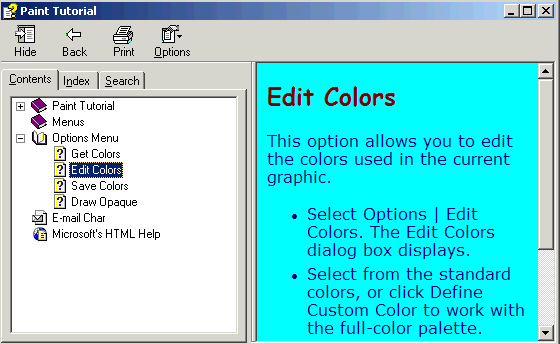 Paint Tutorial
Hide Back Print Options
Contents Index Search
Paint Tutorial
Menus
Options Menu
Get Colors
Edit Colors
Save Colors
Draw Opaque
E-mail Char
Microsoft's HTML Help
Edit Colors
This option allows you to edit
the colors used in the current
graphic.
• Select Options | Edit
Colors. The Edit Colors
dialog box displays.
• Select from the standard
colors, or click Define
Custom Color to work with
the full-color palette.